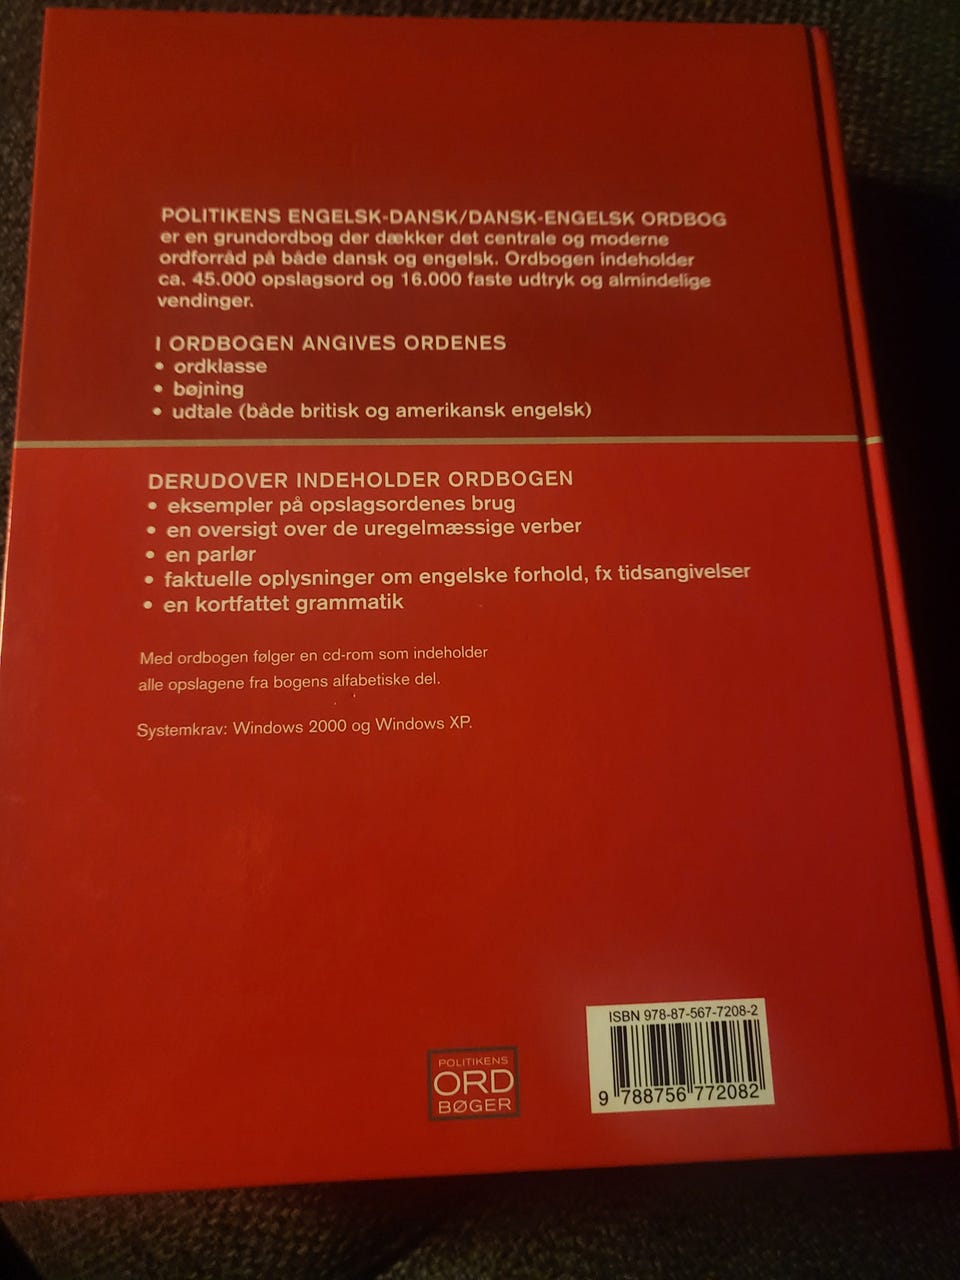 POLITIKENS ENGELSK-DANSK/DANSK-ENGELSK ORDBOG
er en grundordbog der dækker det centrale og moderne
ordforråd på både dansk og engelsk. Ordbogen indeholder
ca. 45.000 opslagsord og 16.000 faste udtryk og almindelige
vendinger.
I ORDBOGEN ANGIVES ORDENES
• ordklasse
• bøjning
• udtale (både britisk og amerikansk engelsk)
DERUDOVER INDEHOLDER ORDBOGEN
• eksempler på opslagsordenes brug
• en oversigt over de uregelmæssige verber
• en parlør
• faktuelle oplysninger om engelske forhold, fx tidsangivelser
• en kortfattet grammatik
Med ordbogen følger en cd-rom som indeholder
alle opslagene fra bogens alfabetiske del.
Systemkrav: Windows 2000 og Windows XP.
POLITIKENS
ORD
BØGER
ISBN 978-87-567-7208-2
9 788756 772082